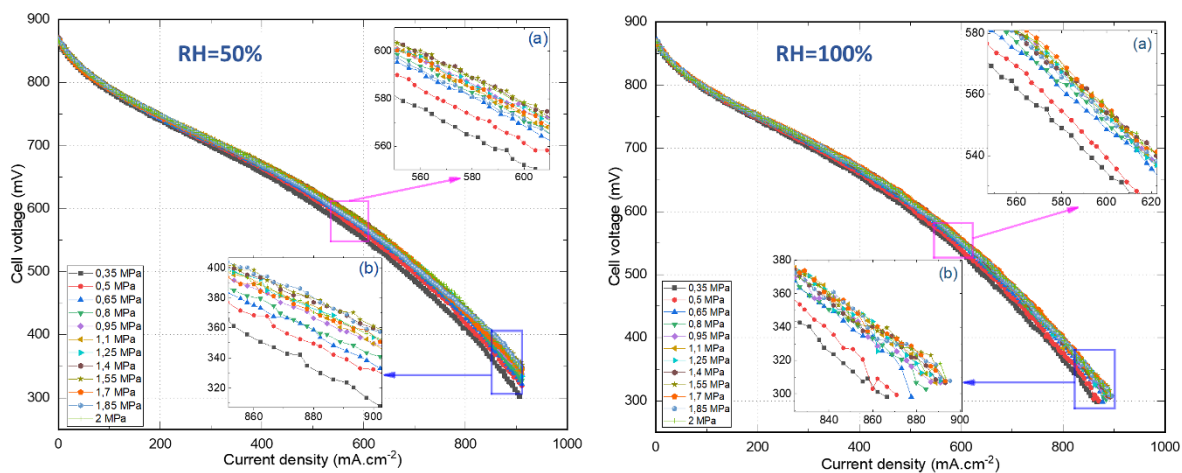 RH=50%
Cell voltage (mV)
900
800
700
600
500
400
300
200
0
200
400
600
800
1000
Current density (mA.cm⁻²)
(a)
600
580
560
560
580
600
(b)
400
380
360
340
320
860
880
900
0,35 MPa
0,5 MPa
0,65 MPa
0,8 MPa
0,95 MPa
1,1 MPa
1,25 MPa
1,4 MPa
1,55 MPa
1,7 MPa
1,85 MPa
2 MPa
RH=100%
Cell voltage (mV)
900
800
700
600
500
400
300
0
200
400
600
800
1000
Current density (mA.cm⁻²)
(a)
580
560
540
560
580
600
620
(b)
380
360
340
320
300
840
860
880
900
0,35 MPa
0,5 MPa
0,65 MPa
0,8 MPa
0,95 MPa
1,1 MPa
1,25 MPa
1,4 MPa
1,55 MPa
1,7 MPa
1,85 MPa
2 MPa